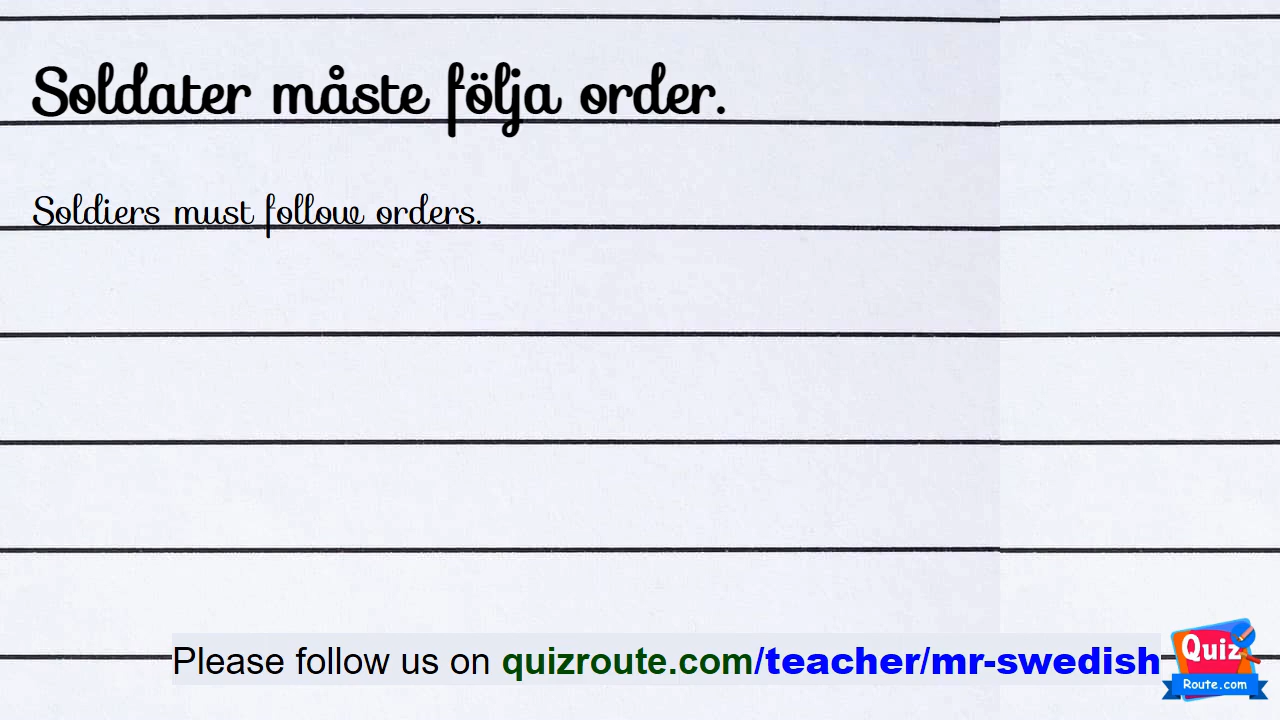 Soldater måste följa order.
Soldiers must follow orders.
Please follow us on quizroute.com/teacher/mr-swedish
Quiz
Route.com